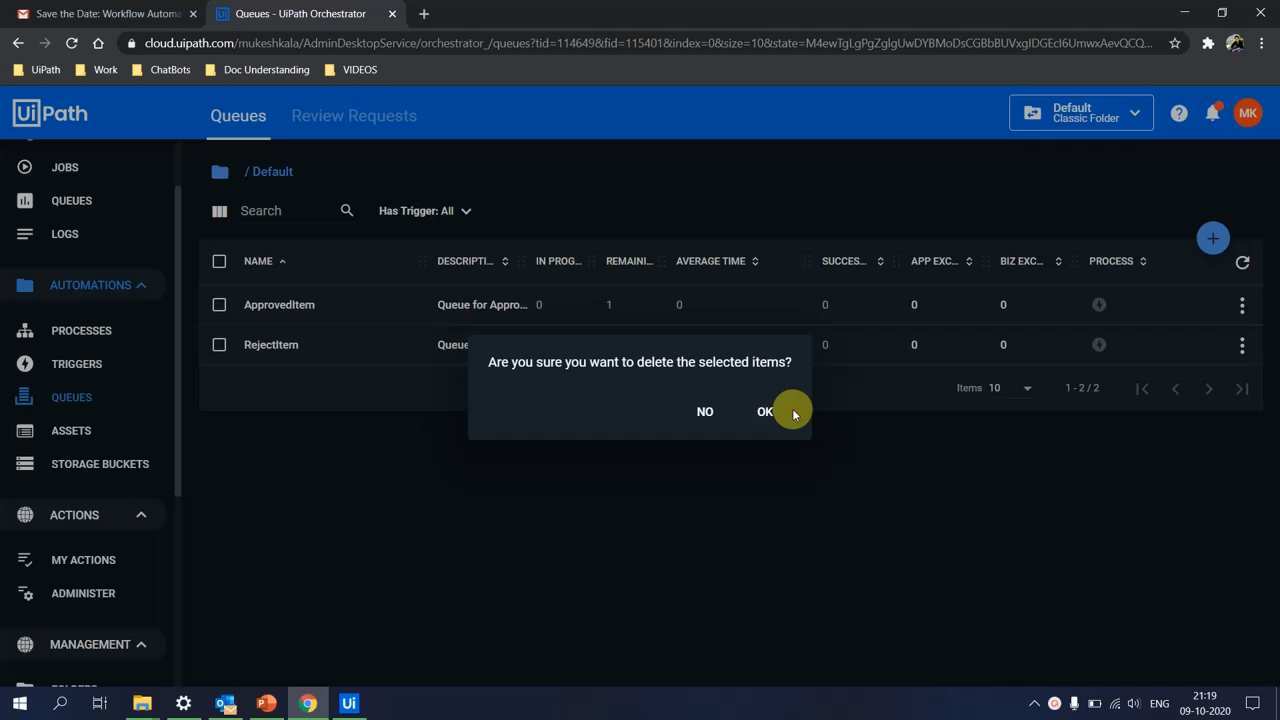 Save the Date: Workflow Automa
Queues - UiPath Orchestrator
cloud.uipath.com/mukeshkala/AdminDesktopService/orchestrator_/queues?tid=114649&fid=115401&index=0&size=10&state=M4ewTgLgPgZglgUwDYBMoDsCGBbBUVxgIDGEcI6UmwxAevQCQ...
UiPath
Work
ChatBots
Doc Understanding
VIDEOS
UiPath
Queues
Review Requests
Default
Classic Folder
MK
JOBS
QUEUES
LOGS
AUTOMATIONS
PROCESSES
TRIGGERS
QUEUES
ASSETS
STORAGE BUCKETS
ACTIONS
MY ACTIONS
ADMINISTER
MANAGEMENT
/ Default
Search
Has Trigger: All
NAME DESCRIPTI... IN PROG... REMAINI... AVERAGE TIME SUCCES... APP EXC... BIZ EXC... PROCESS
ApprovedItem Queue for Appro... 0 1 0 0 0 0
RejectItem Queue 0 0 0
Items 10 1 - 2 / 2
Are you sure you want to delete the selected items?
NO OK
Ui
ENG
21:19
09-10-2020